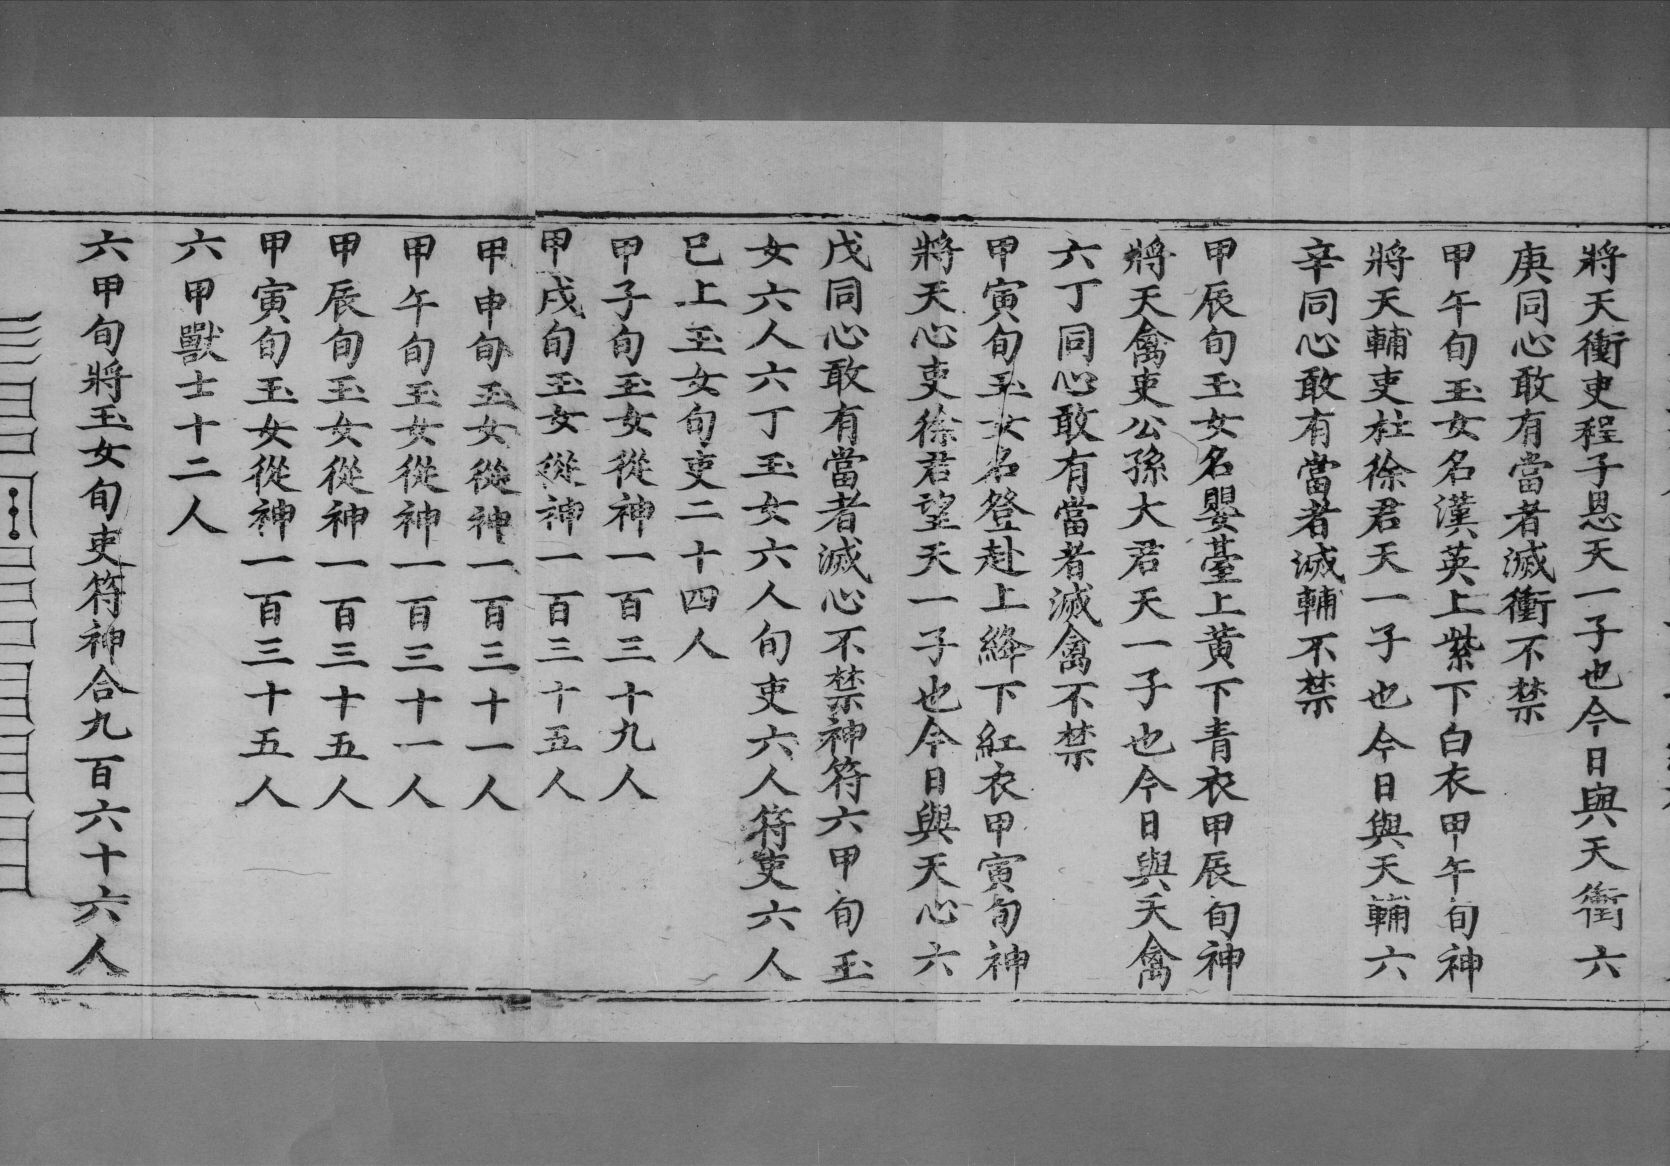 將天衝吏程子恩天一子也今日與天衝六
庚同心敢有當者滅衝不禁
甲午旬玉女名漢英上紫下白衣甲午旬神
將天輔吏杜徐君天一子也今日與天輔六
辛同心敢有當者滅輔不禁
甲辰旬玉女名嬰䑓上黄下青衣甲辰旬神
將天禽吏公孫大君天一子也今日與天禽
六丁同心敢有當者滅禽不禁
甲寅旬玉女名登赴上絳下紅衣甲寅旬神
將天心吏徐君望天一子也今日與天心六
戊同心敢有當者滅心不禁神符六甲旬玉
女六人六丁玉女六人旬吏六人符吏六人
巳上玉女旬吏二十四人
甲子旬玉女從神一百三十九人
甲戌旬玉女從神一百三十五人
甲申旬玉女從神一百三十一人
甲午旬玉女從神一百三十一人
甲辰旬玉女從神一百三十五人
甲寅旬玉女從神一百三十五人
六甲獸士十二人
六甲旬將玉女旬吏符神合九百六十六人